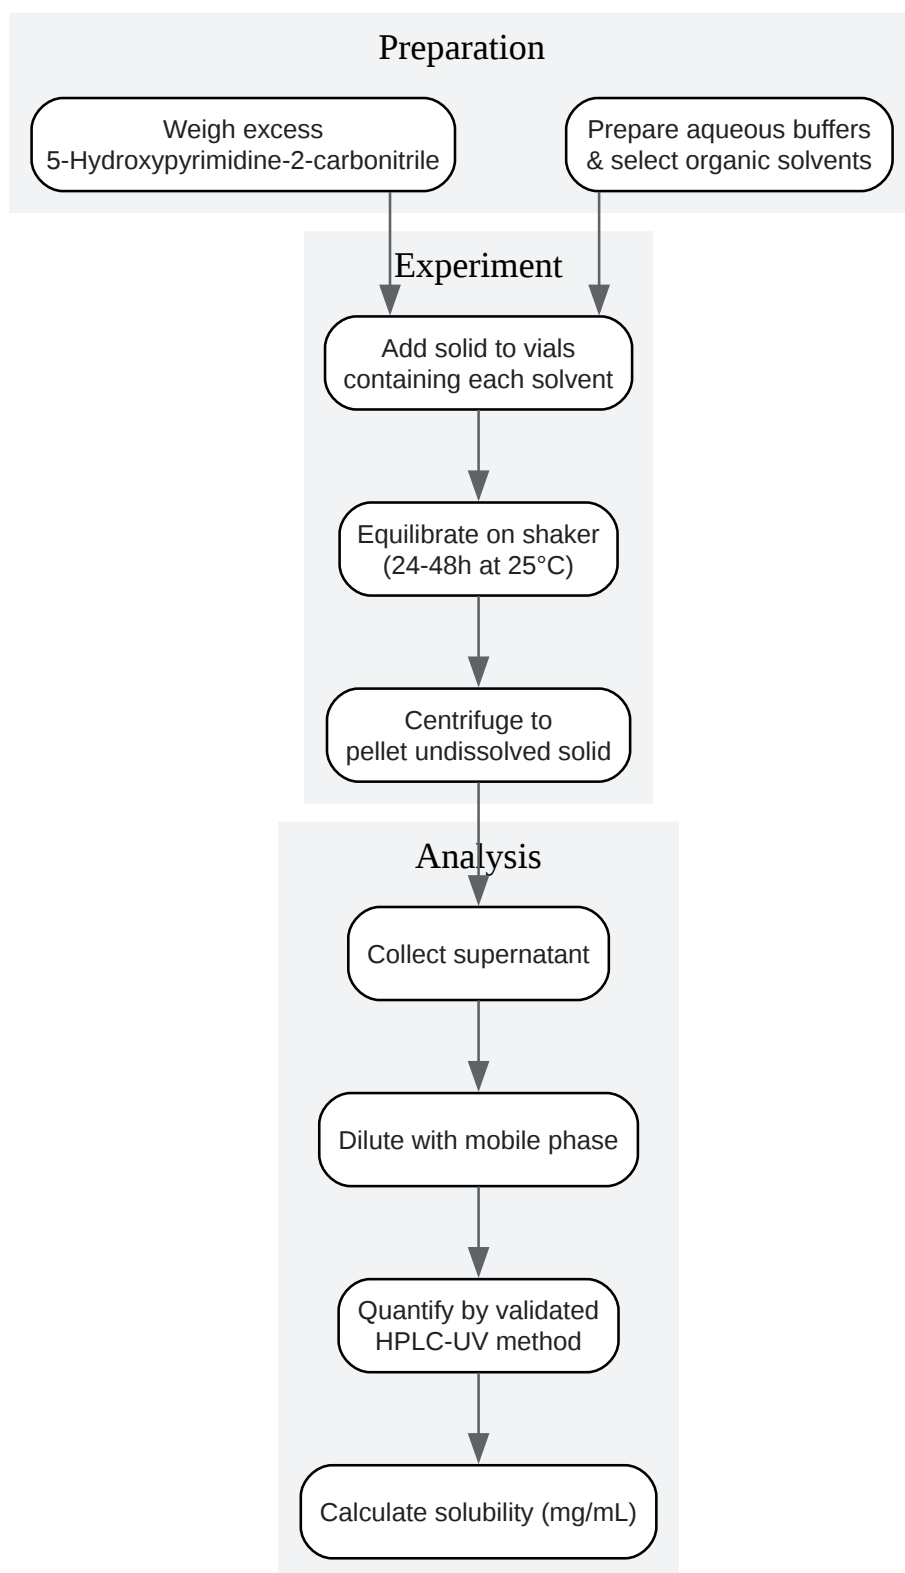 Preparation
Weigh excess
5-Hydroxypyrimidine-2-carbonitrile
Prepare aqueous buffers
& select organic solvents
Experiment
Add solid to vials
containing each solvent
Equilibrate on shaker
(24-48h at 25°C)
Centrifuge to
pellet undissolved solid
Analysis
Collect supernatant
Dilute with mobile phase
Quantify by validated
HPLC-UV method
Calculate solubility (mg/mL)